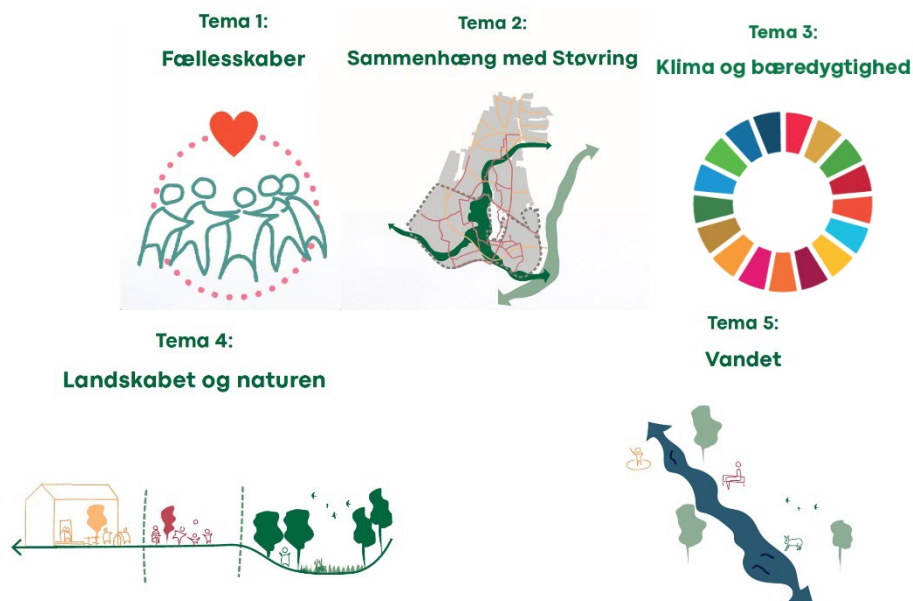 Tema 1:
Fællesskaber
Tema 2:
Sammenhæng med Støvring
Tema 3:
Klima og bæredygtighed
Tema 4:
Landskabet og naturen
Tema 5:
Vandet